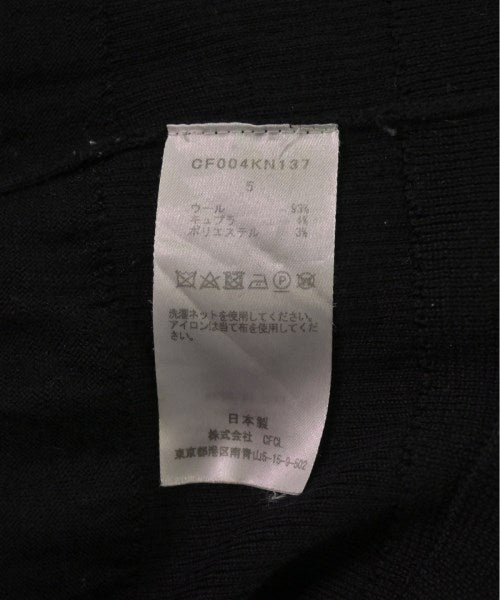 CF004KN137
5
ウール 93%
キュプラ 4%
ポリエステル 3%
洗濯ネットを使用してください。
アイロンは当て布を使用してくださ
い。
日本製
株式会社 CFCL
東京都港区南青山5-15-9-502